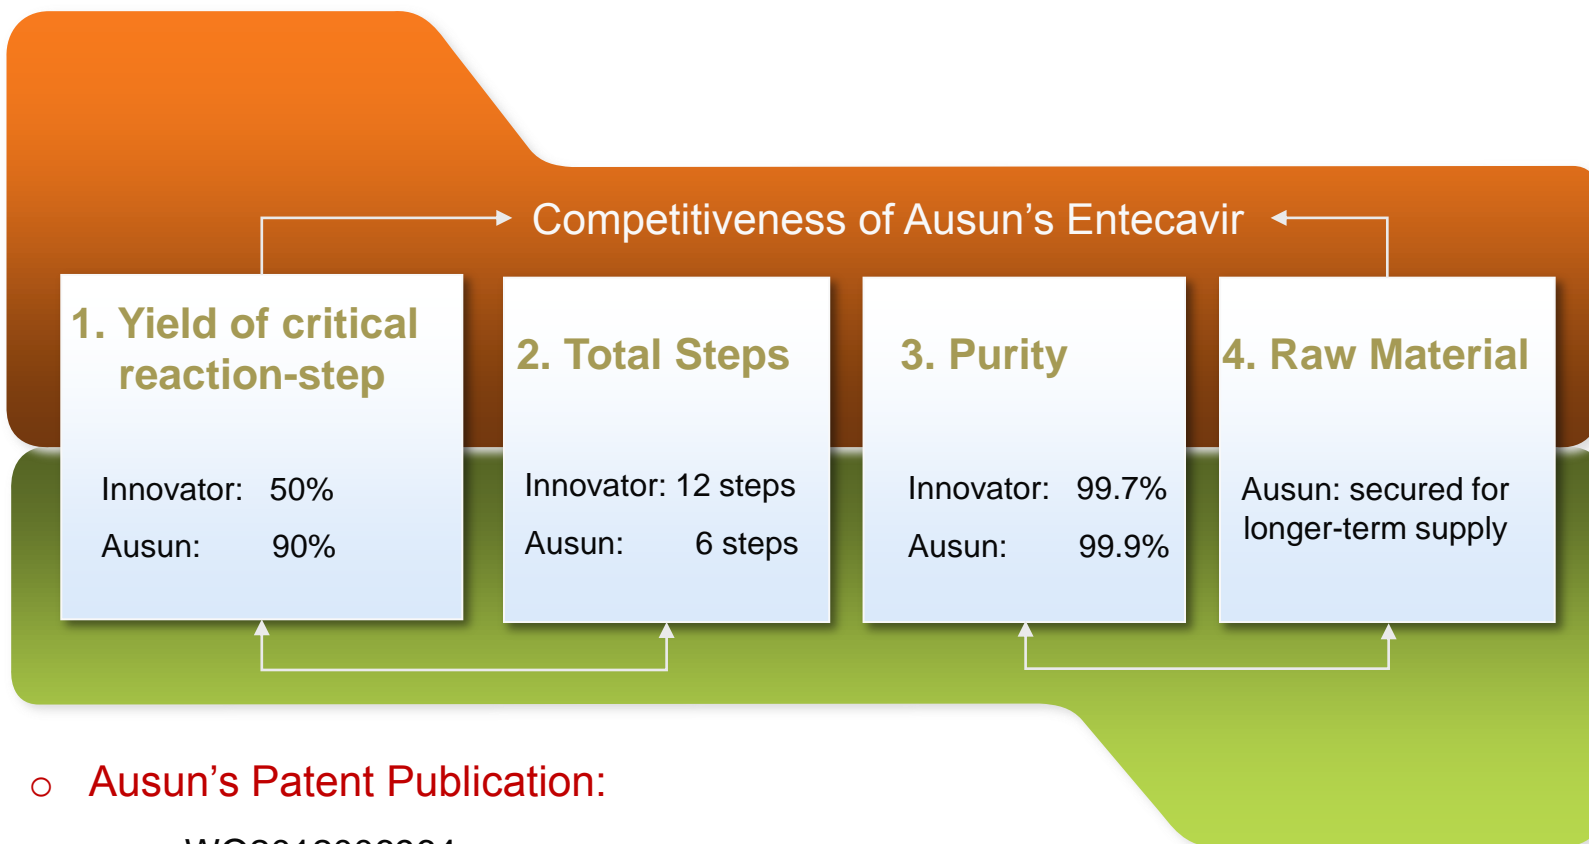 Competitiveness of Ausun’s Entecavir
1. Yield of critical
reaction-step
Innovator: 50%
Ausun: 90%
2. Total Steps
Innovator: 12 steps
Ausun: 6 steps
3. Purity
Innovator: 99.7%
Ausun: 99.9%
4. Raw Material
Ausun: secured for
longer-term supply
○ Ausun’s Patent Publication: